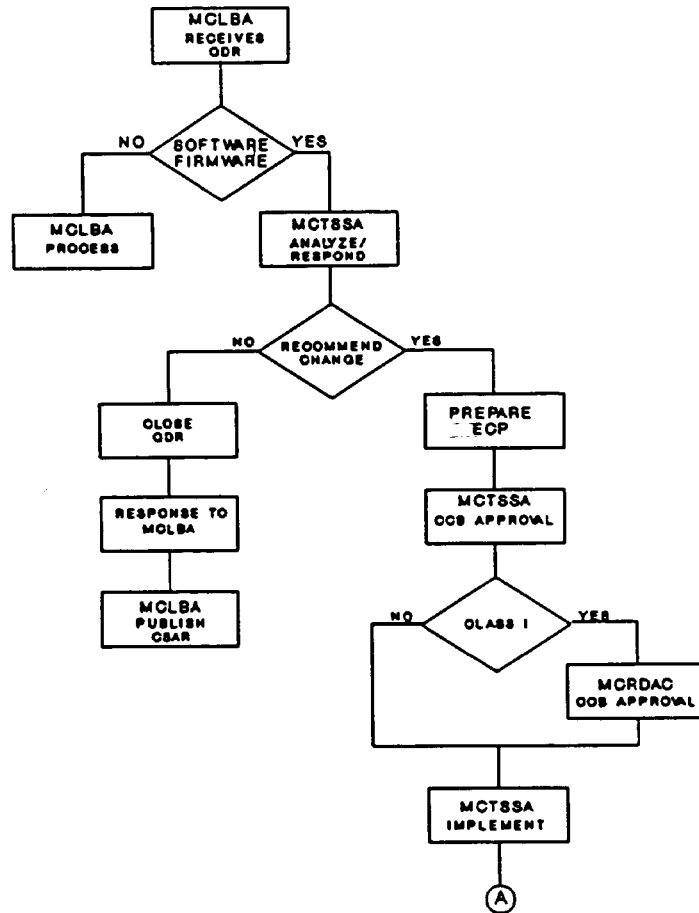 MCLBA
RECEIVES
QDR
NO
SOFTWARE
FIRMWARE
YES
MCLBA
PROCESS
MCTSSA
ANALYZE/
RESPOND
NO
RECOMMEND
CHANGE
YES
CLOSE
QDR
PREPARE
ECP
RESPONSE TO
MCLBA
MCTSSA
CCB APPROVAL
MCLBA
PUBLISH
CSAR
NO
CLASS I
YES
MCRDAC
CCB APPROVAL
MCTSSA
IMPLEMENT
A